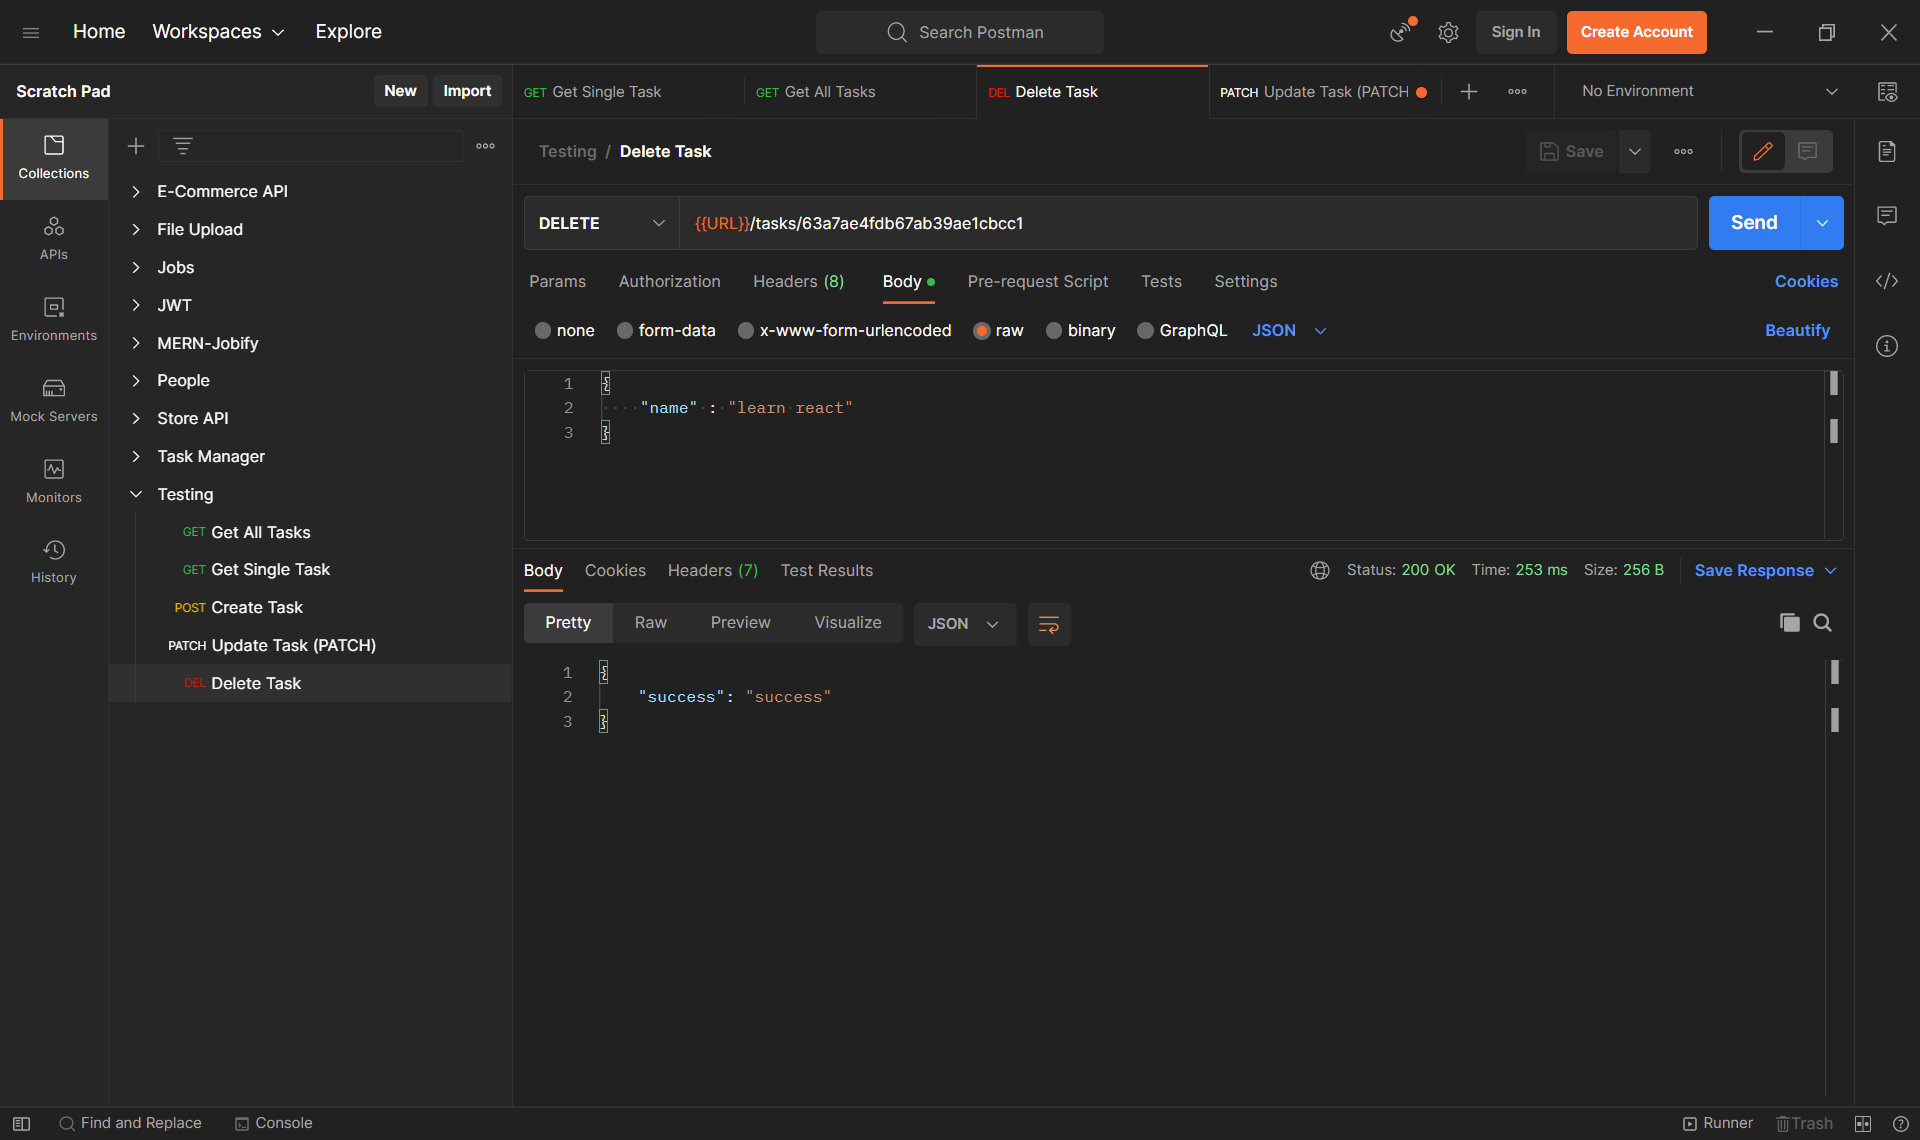 Home Workspaces Explore Search Postman Sign In Create Account
Scratch Pad New Import
GET Get Single Task GET Get All Tasks DEL Delete Task PATCH Update Task (PATCH No Environment
Collections
APIs
Environments
Mock Servers
Monitors
History
E-Commerce API
File Upload
Jobs
JWT
MERN-Jobify
People
Store API
Task Manager
Testing
GET Get All Tasks
GET Get Single Task
POST Create Task
PATCH Update Task (PATCH)
DEL Delete Task
Testing / Delete Task Save
DELETE {{URL}}/tasks/63a7ae4fdb67ab39ae1cbcc1 Send
Params Authorization Headers (8) Body Pre-request Script Tests Settings Cookies
none form-data x-www-form-urlencoded raw binary GraphQL JSON Beautify
1 {
2 "name" : "learn react"
3 }
Body Cookies Headers (7) Test Results Status: 200 OK Time: 253 ms Size: 256 B Save Response
Pretty Raw Preview Visualize JSON
1 {
2 "success": "success"
3 }
Find and Replace Console Runner Trash